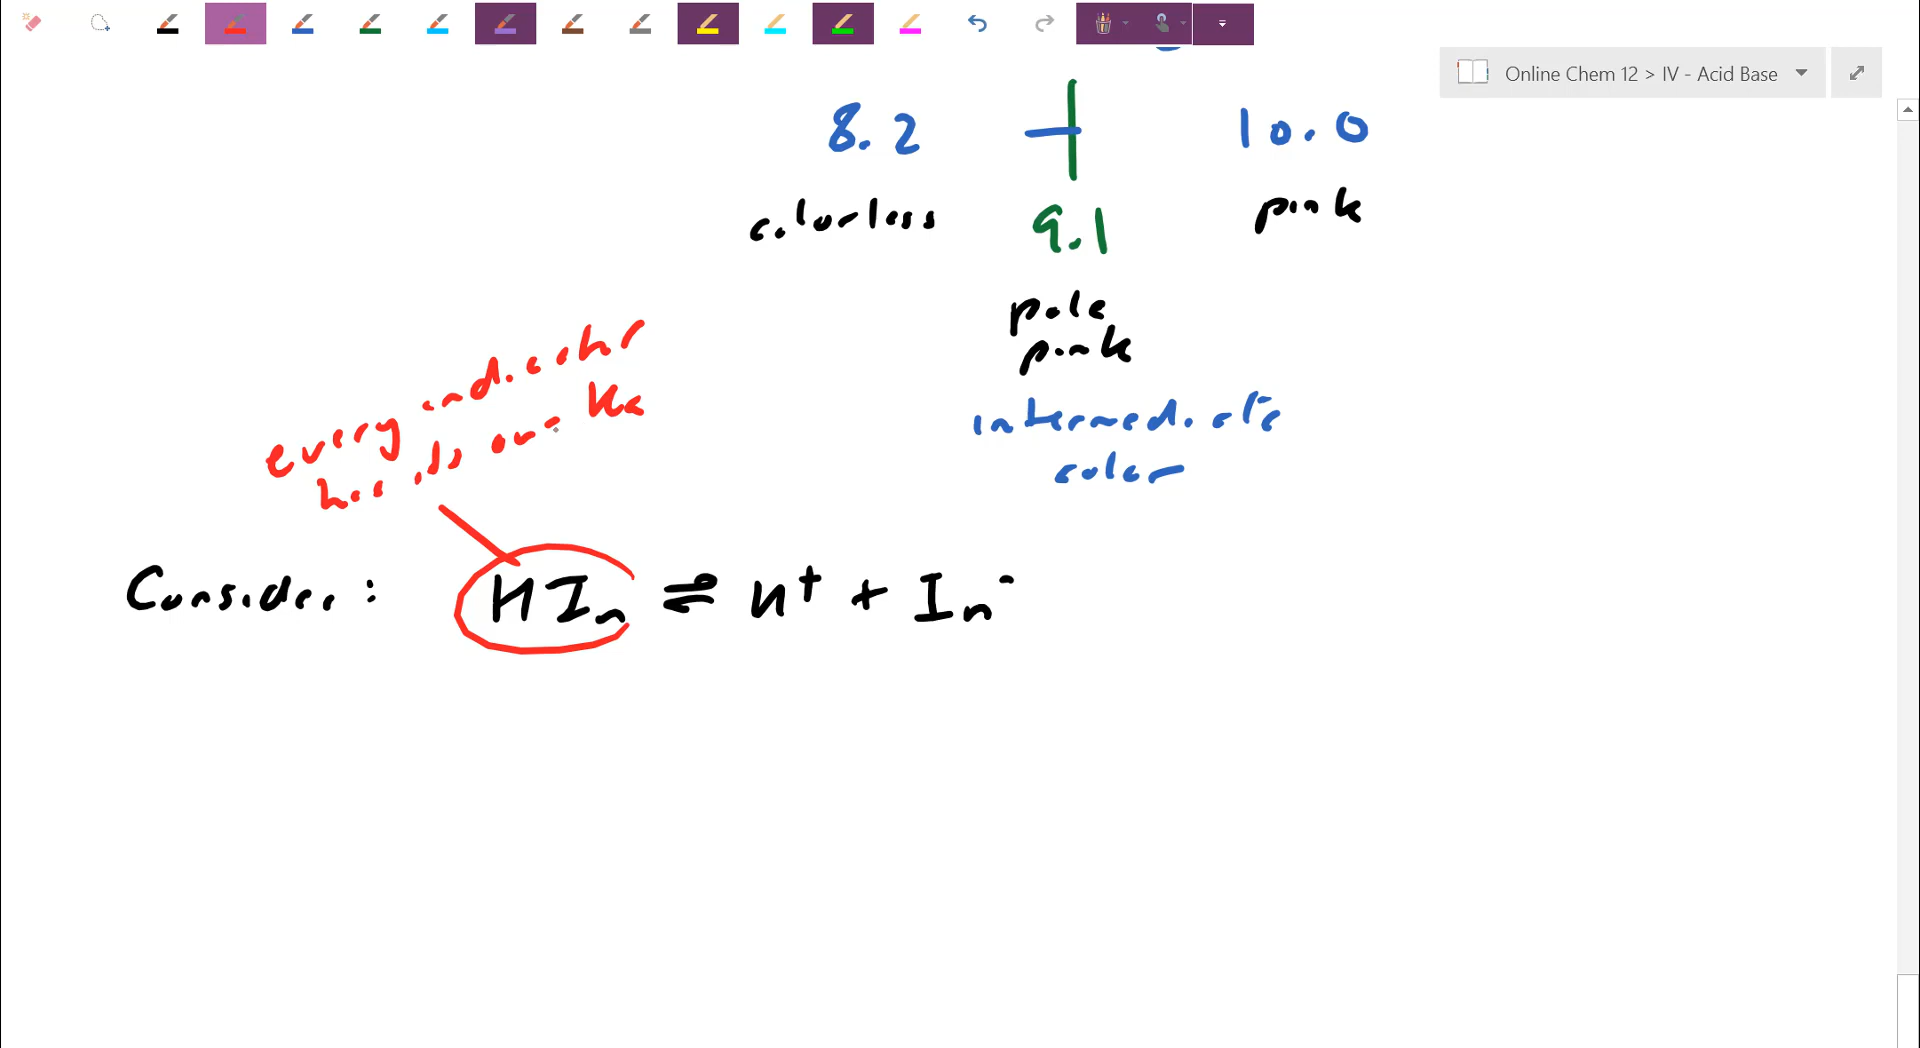 Online Chem 12 > IV - Acid Base
8.2 — 10.0
colorless 9.1 pink
pale
pink
intermediate
color
every indicator
has its own Ka
Consider: HIn ⇌ H⁺ + In⁻